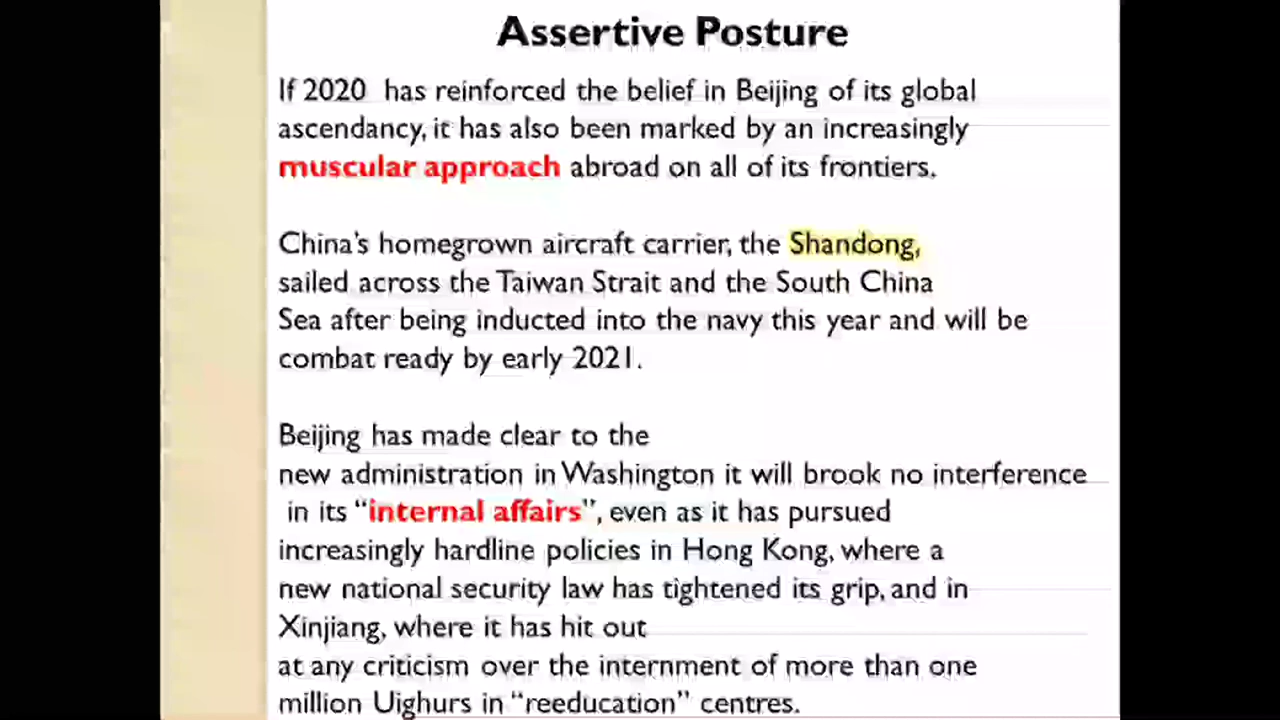 Assertive Posture
If 2020 has reinforced the belief in Beijing of its global
ascendancy, it has also been marked by an increasingly
muscular approach abroad on all of its frontiers.
China's homegrown aircraft carrier, the Shandong,
sailed across the Taiwan Strait and the South China
Sea after being inducted into the navy this year and will be
combat ready by early 2021.
Beijing has made clear to the
new administration in Washington it will brook no interference
in its “internal affairs”, even as it has pursued
increasingly hardline policies in Hong Kong, where a
new national security law has tightened its grip, and in
Xinjiang, where it has hit out
at any criticism over the internment of more than one
million Uighurs in “reeducation” centres.